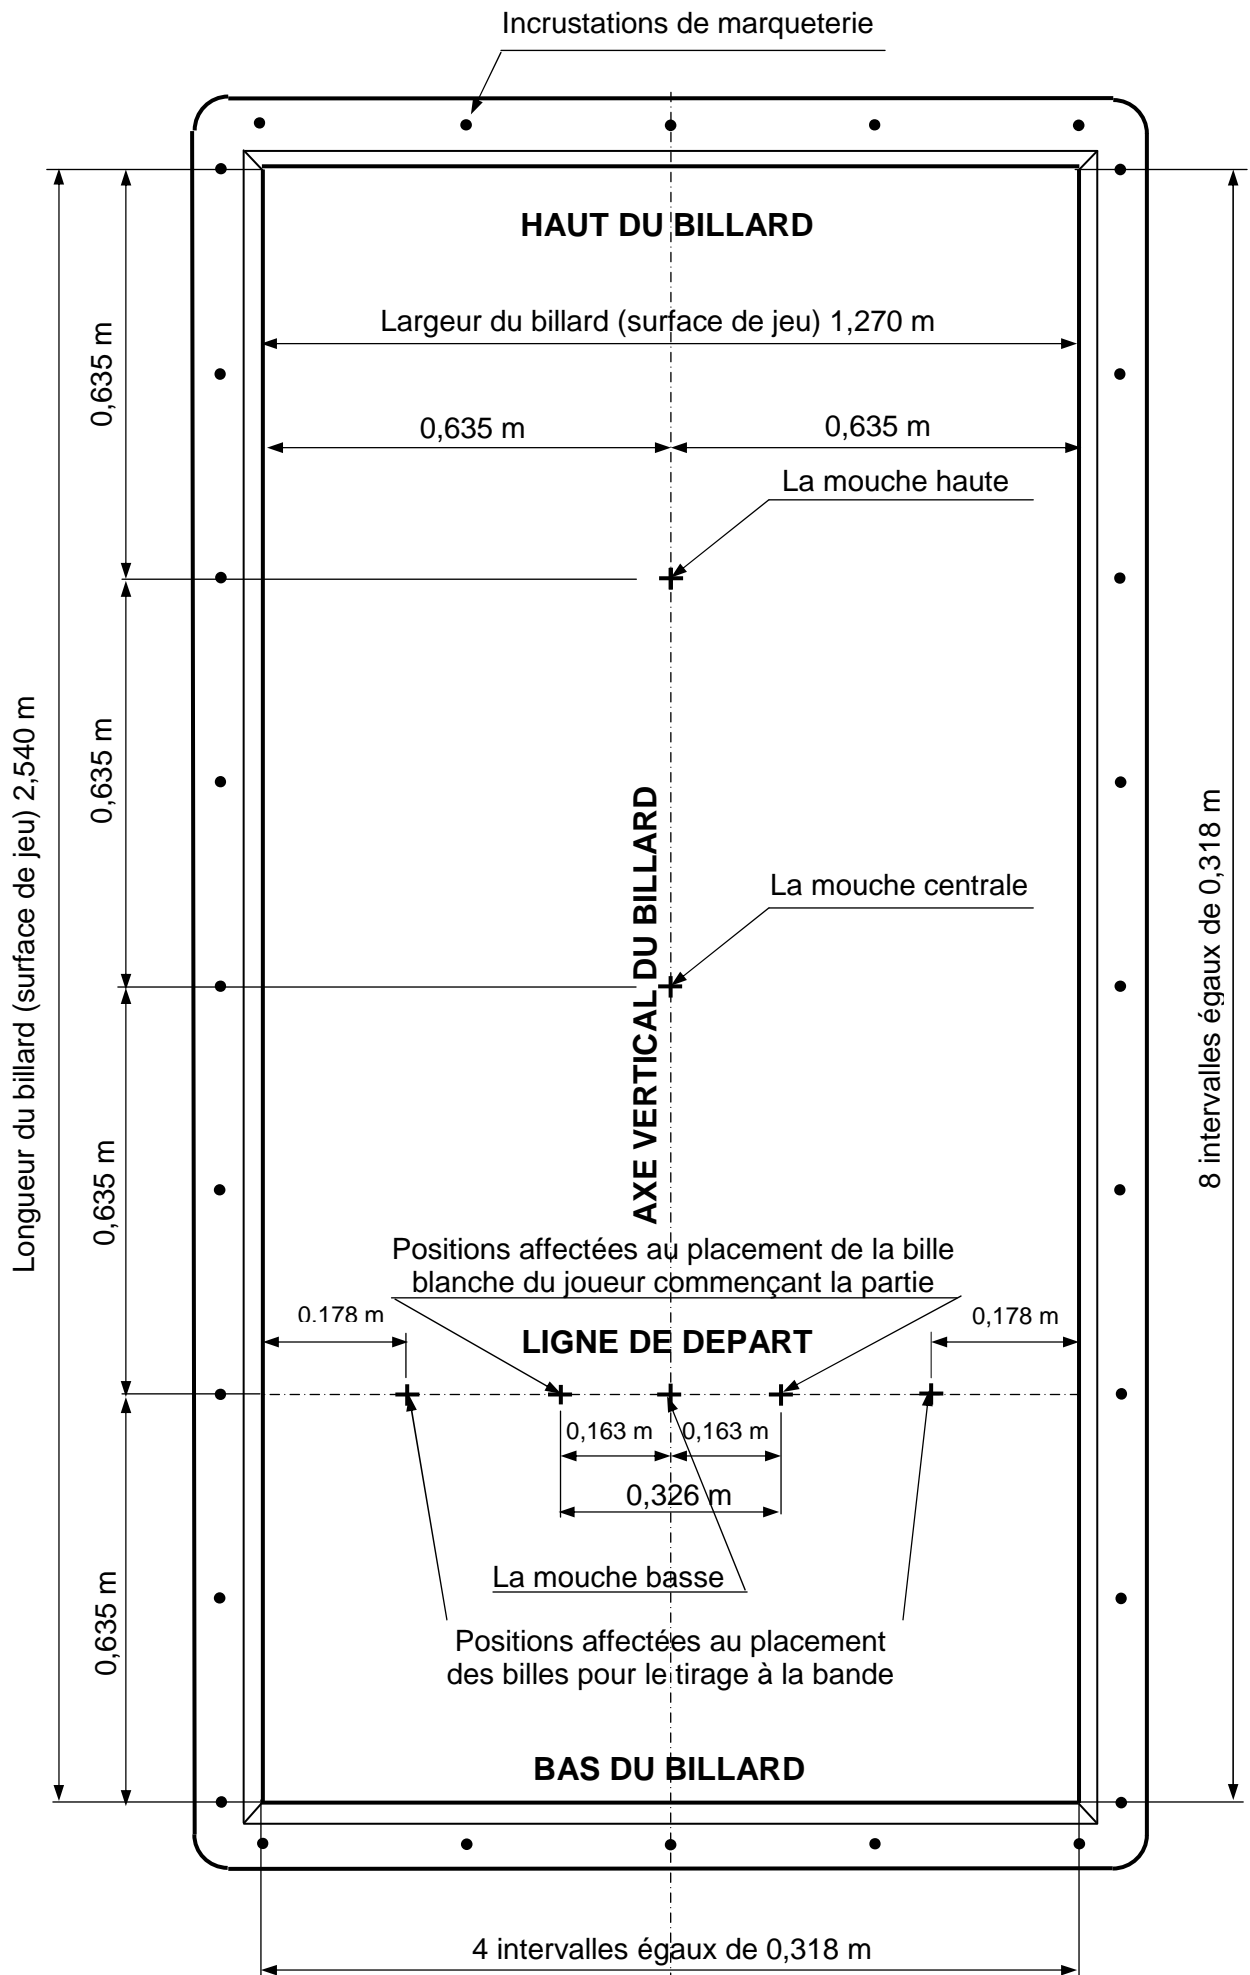 Incrustations de marqueterie
HAUT DU BILLARD
Largeur du billard (surface de jeu) 1,270 m
0,635 m
0,635 m
0,635 m
La mouche haute
Longueur du billard (surface de jeu) 2,540 m
0,635 m
AXE VERTICAL DU BILLARD
8 intervalles égaux de 0,318 m
La mouche centrale
0,635 m
Positions affectées au placement de la bille
blanche du joueur commençant la partie
0.178 m
LIGNE DE DEPART
0,178 m
0,163 m
0,163 m
0,326 m
La mouche basse
0,635 m
Positions affectées au placement
des billes pour le tirage à la bande
BAS DU BILLARD
4 intervalles égaux de 0,318 m